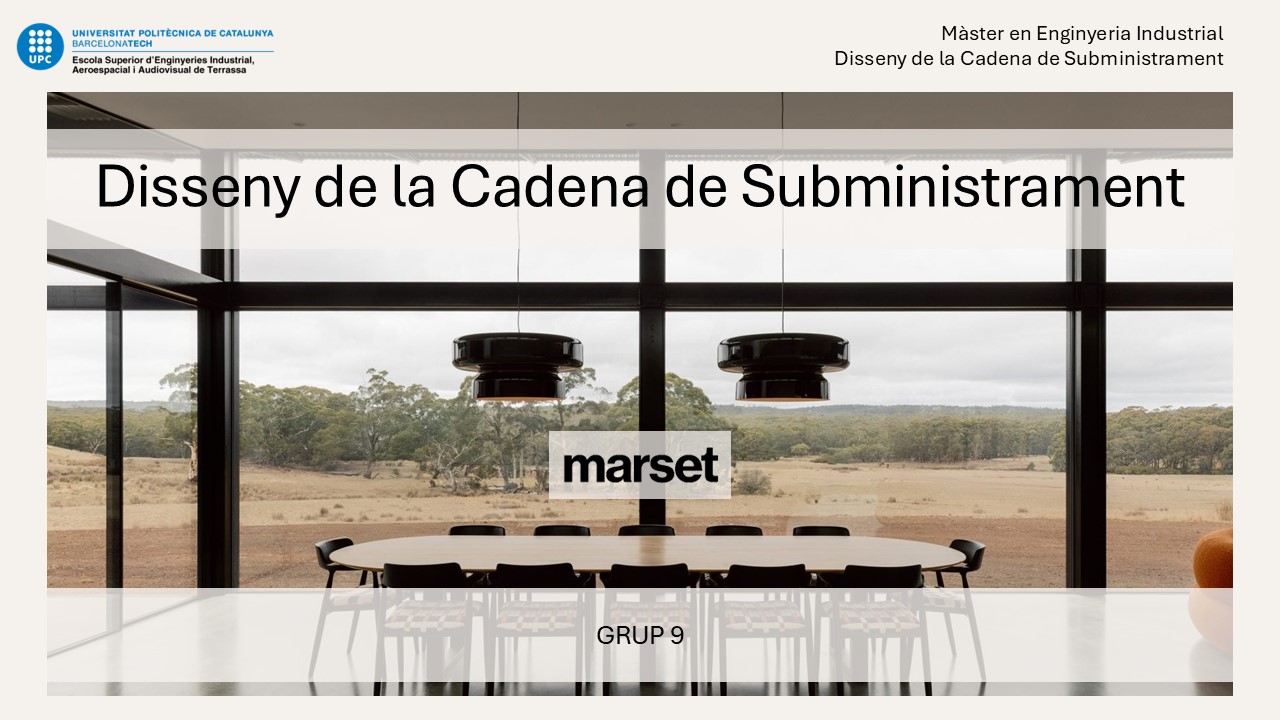 UNIVERSITAT POLITÈCNICA DE CATALUNYA
BARCELONATECH
Escola Superior d'Enginyeries Industrial,
Aeroespacial i Audiovisual de Terrassa
UPC
Màster en Enginyeria Industrial
Disseny de la Cadena de Subministrament
Disseny de la Cadena de Subministrament
marset
GRUP 9